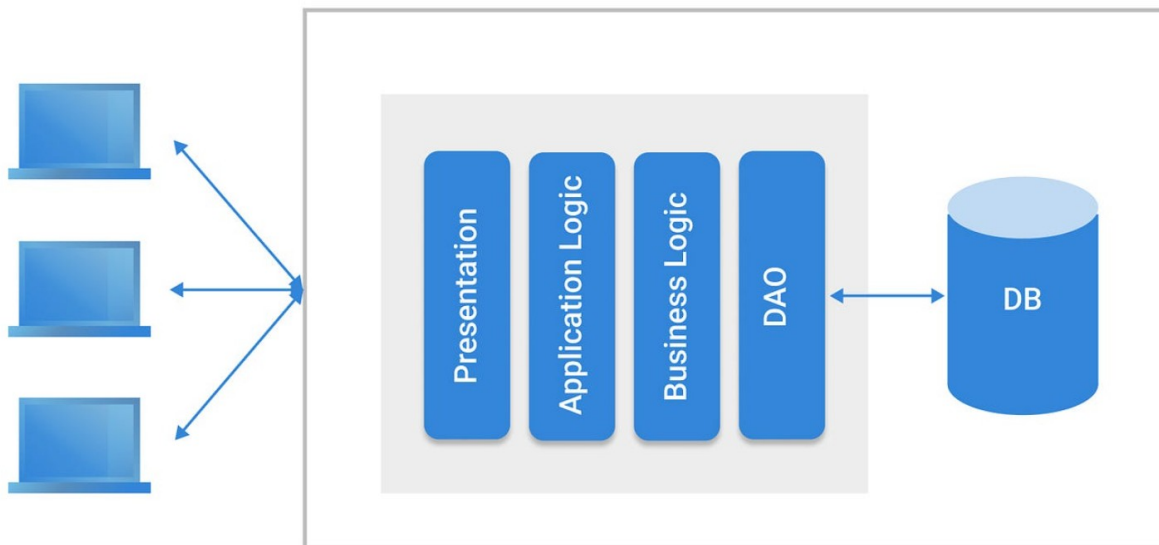 Presentation
Application Logic
Business Logic
DAO
DB